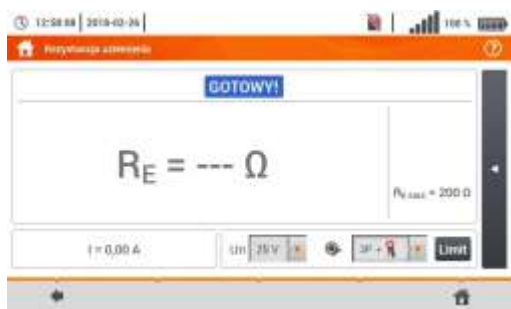 12:58:08 2018-02-26 100 %
Rezystancja uziemienia
GOTOWY!
RE = --- Ω
RE max = 200 Ω
I = 0,00 A Un 25 V 3P + Limit